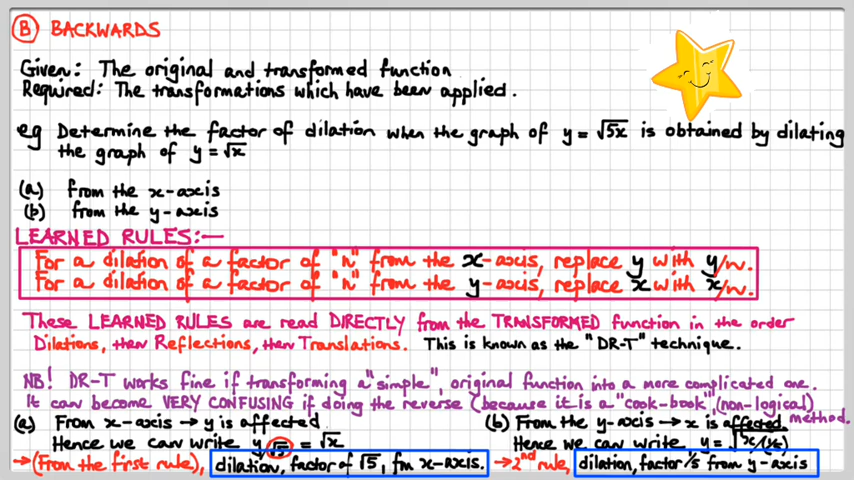 B BACKWARDS
Given: The original and transformed function.
Required: The transformations which have been applied.
eg Determine the factor of dilation when the graph of y = √5x is obtained by dilating
the graph of y = √x
(a) from the x-axis
(b) from the y-axis
LEARNED RULES:-
For a dilation of a factor of "n" from the x-axis, replace y with y/n.
For a dilation of a factor of "n" from the y-axis, replace x with x/n.
These LEARNED RULES are read DIRECTLY from the TRANSFORMED function in the order
Dilations, then Reflections, then Translations. This is known as the "DR-T" technique.
NB! DR-T works fine if transforming a "simple", original function into a more complicated one.
It can become VERY CONFUSING if doing the reverse (because it is a "cook-book", (non-logical) method.
(a) From x-axis → y is affected.
Hence we can write y/√5 = √x
→ (From the first rule), dilation, factor of √5, from x-axis.
(b) From the y-axis → x is affected
Hence we can write y = √x/(1/5)
→ 2nd rule, dilation, factor 1/5 from y-axis